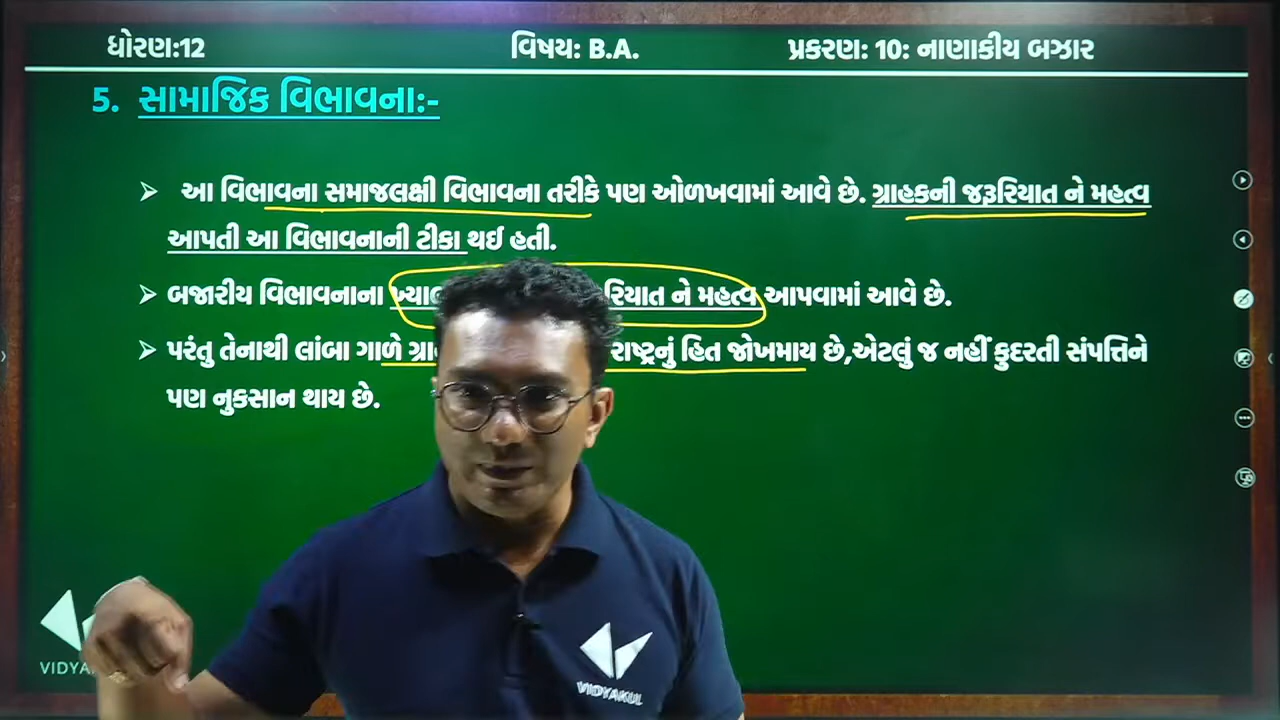 ધોરણ:12 વિષય: B.A. પ્રકરણ: 10: નાણાકીય બઝાર
5. સામાજિક વિભાવના:-
આ વિભાવના સમાજલક્ષી વિભાવના તરીકે પણ ઓળખવામાં આવે છે. ગ્રાહકની જરૂરિયાત ને મહત્વ
આપતી આ વિભાવનાની ટીકા થઈ હતી.
બજારીય વિભાવનાના ને મહત્વ આપવામાં આવે છે.
પરંતુ તેનાથી લાંબા ગાળે રાષ્ટ્રનું હિત જોખમાય છે,એટલું જ નહીં કુદરતી સંપત્તિને
પણ નુકસાન થાય છે.
VIDYAKUL